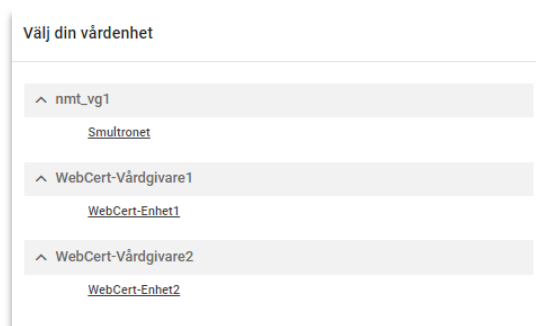 Välj din vårdenhet
nmt_vg1
Smultronet
WebCert-Vårdgivare1
WebCert-Enhet1
WebCert-Vårdgivare2
WebCert-Enhet2